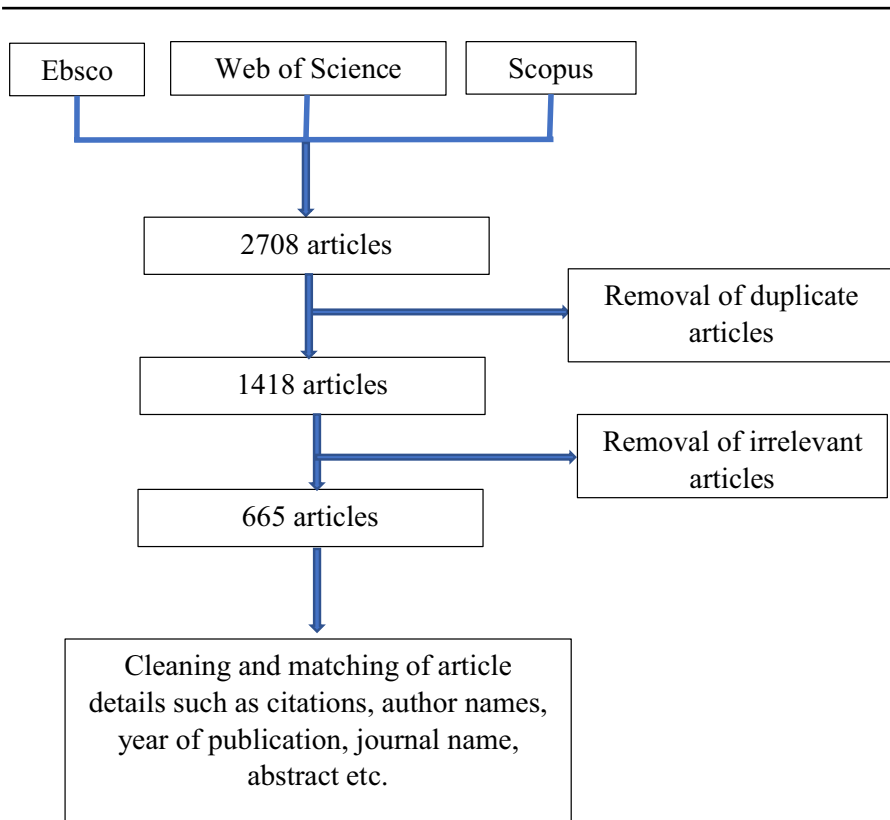 Ebsco
Web of Science
Scopus
2708 articles
Removal of duplicate
articles
1418 articles
Removal of irrelevant
articles
665 articles
Cleaning and matching of article
details such as citations, author names,
year of publication, journal name,
abstract etc.